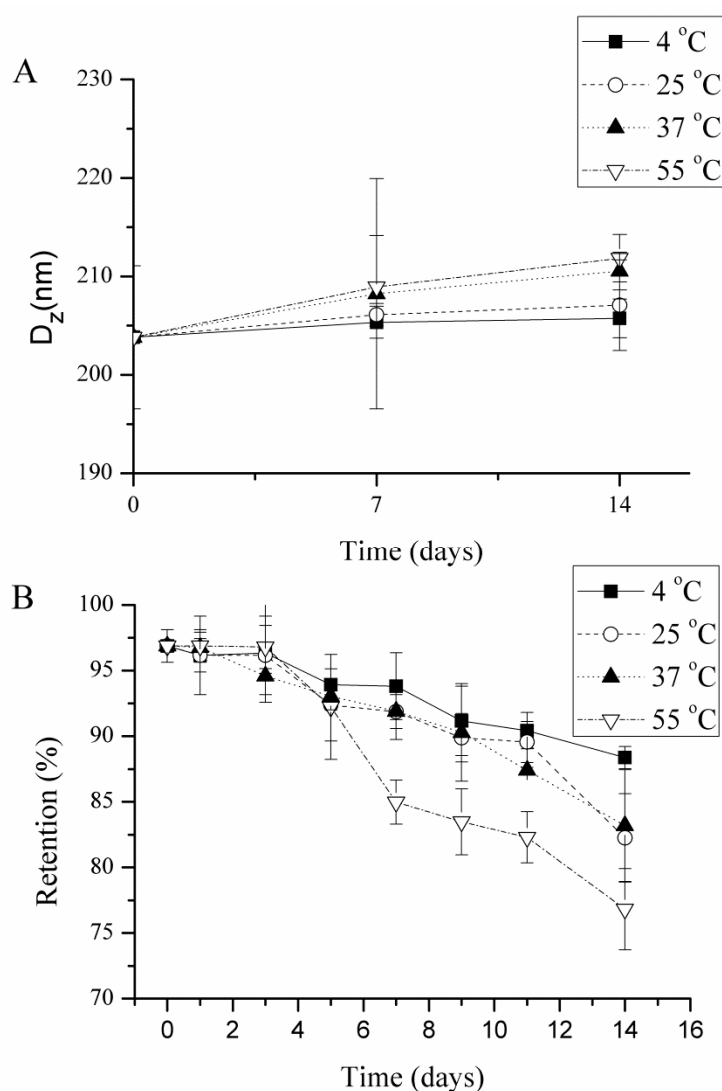 A
4 °C
25 °C
37 °C
55 °C
230
220
210
200
190
D_Z(nm)
0
7
14
Time (days)
B
4 °C
25 °C
37 °C
55 °C
100
95
90
85
80
75
70
Retention (%)
0 2 4 6 8 10 12 14 16
Time (days)